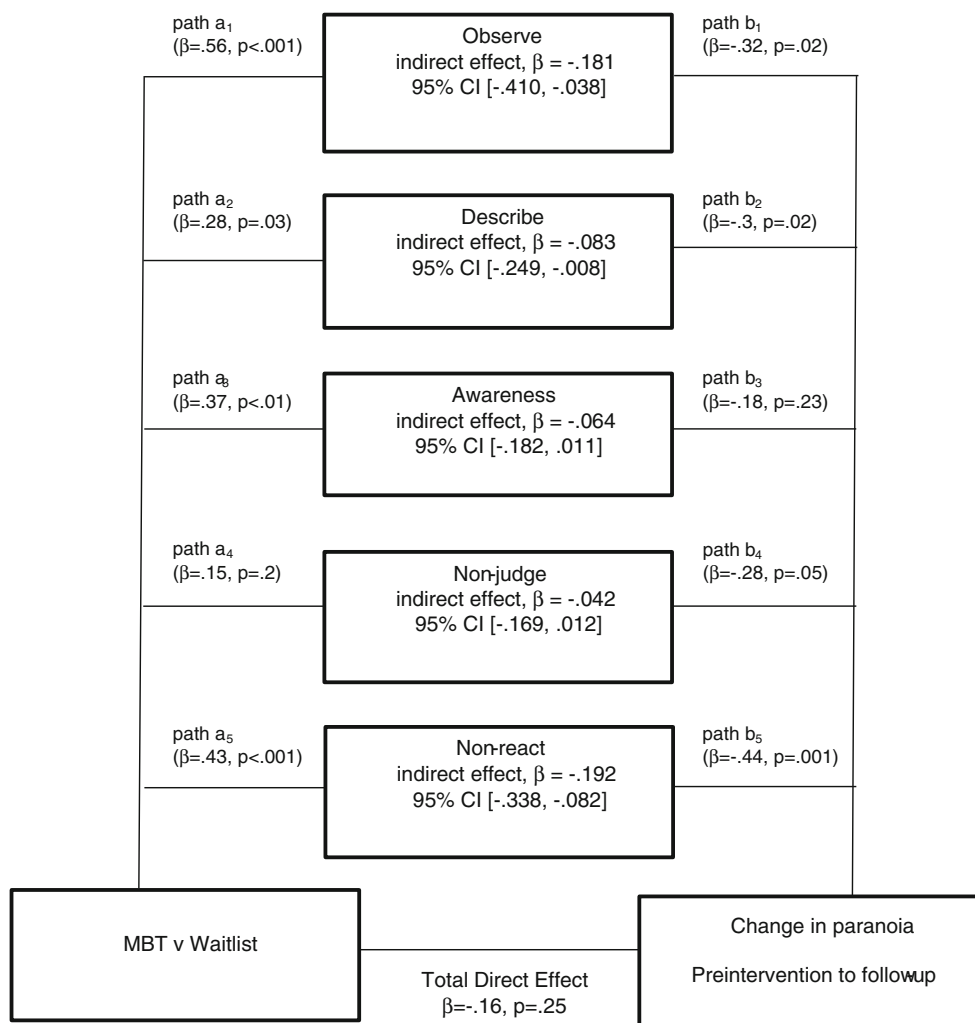 path a₁
(β=.56, p<.001)
Observe
indirect effect, β = -.181
95% CI [-.410, -.038]
path b₁
(β=-.32, p=.02)
path a₂
(β=.28, p=.03)
Describe
indirect effect, β = -.083
95% CI [-.249, -.008]
path b₂
(β=-.3, p=.02)
path a₃
(β=.37, p<.01)
Awareness
indirect effect, β = -.064
95% CI [-.182, .011]
path b₃
(β=-.18, p=.23)
path a₄
(β=.15, p=.2)
Non-judge
indirect effect, β = -.042
95% CI [-.169, .012]
path b₄
(β=-.28, p=.05)
path a₅
(β=.43, p<.001)
Non-react
indirect effect, β = -.192
95% CI [-.338, -.082]
path b₅
(β=-.44, p=.001)
MBT v Waitlist
Total Direct Effect
β=-.16, p=.25
Change in paranoia
Preintervention to follow-up